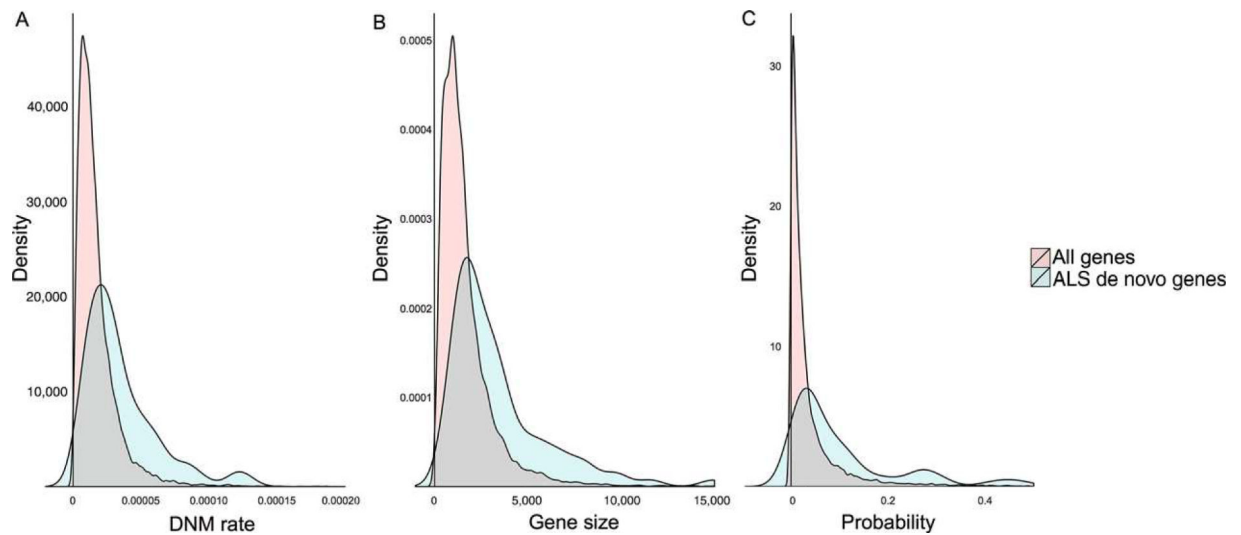 A
Density
40,000
30,000
20,000
10,000
0
0.00005
0.00010
0.00015
0.00020
DNM rate
B
Density
0.0005
0.0004
0.0003
0.0002
0.0001
0
5,000
10,000
15,000
Gene size
C
Density
30
20
10
0
0.2
0.4
Probability
All genes
ALS de novo genes